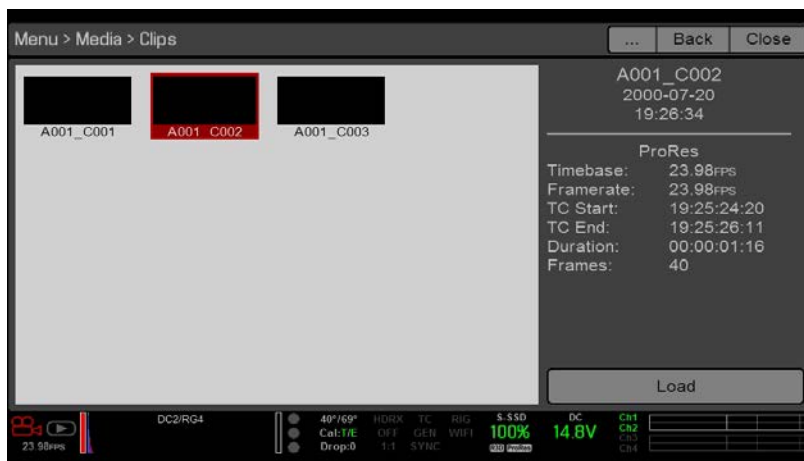 Menu > Media > Clips
... Back Close
A001_C001 A001_C002 A001_C003
A001_C002
2000-07-20
19:26:34
ProRes
Timebase: 23.98FPS
Framerate: 23.98FPS
TC Start: 19:25:24:20
TC End: 19:25:26:11
Duration: 00:00:01:16
Frames: 40
Load
DC2/RG4 40°/69° HDRX TC RIG S-SSD DC Ch1
Cal:T/E OFF GEN WIFI 100% 14.8V Ch2
23.98FPS Drop:0 1:1 SYNC R3D ProRes Ch3
Ch4